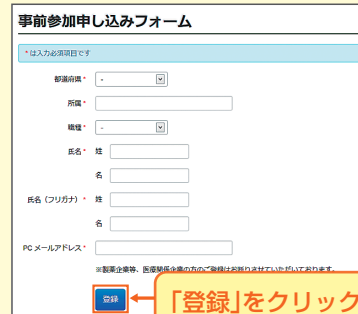 事前参加申し込みフォーム
*は入力必須項目です
都道府県* -
所属*
職種* -
氏名* 姓
名
氏名（フリガナ）* 姓
名
PCメールアドレス*
※製薬企業等、医療関係企業の方のご登録はお断りさせていただいております。
登録
「登録」をクリック